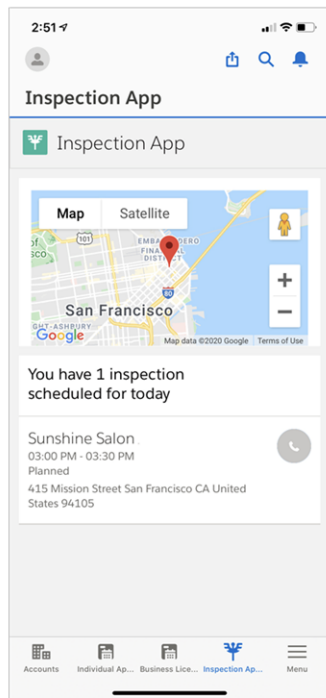 2:51
Inspection App
Inspection App
Map Satellite
101
EMBARCADERO
FINANCIAL
DISTRICT
80
San Francisco
GHT-ASHBURY
Google
Map data ©2020 Google Terms of Use
You have 1 inspection
scheduled for today
Sunshine Salon
03:00 PM - 03:30 PM
Planned
415 Mission Street San Francisco CA United
States 94105
Accounts Individual Ap... Business Lice... Inspection Ap... Menu